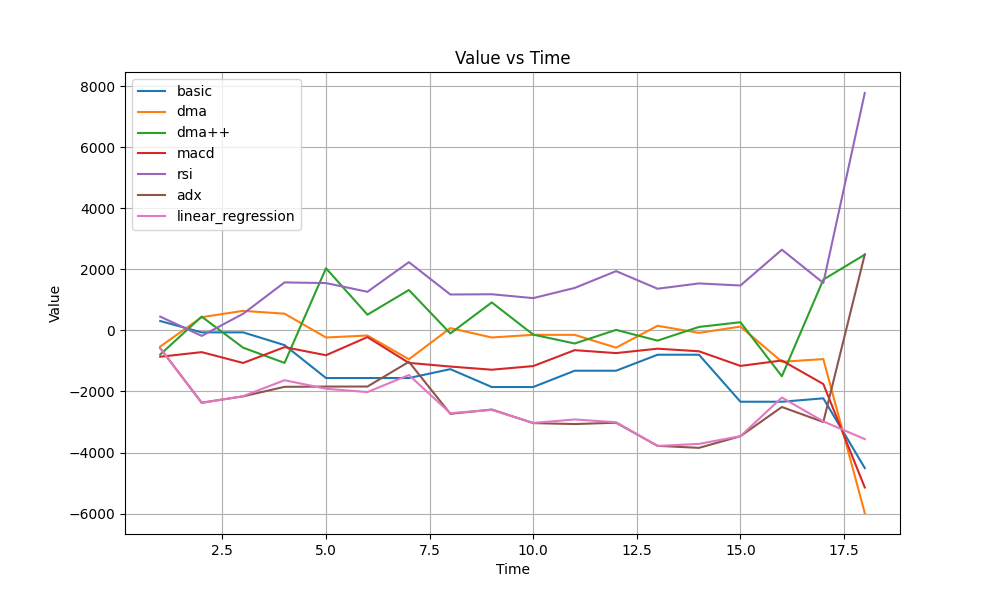 Value vs Time
8000
6000
4000
2000
0
−2000
−4000
−6000
Value
basic
dma
dma++
macd
rsi
adx
linear_regression
2.5 5.0 7.5 10.0 12.5 15.0 17.5
Time